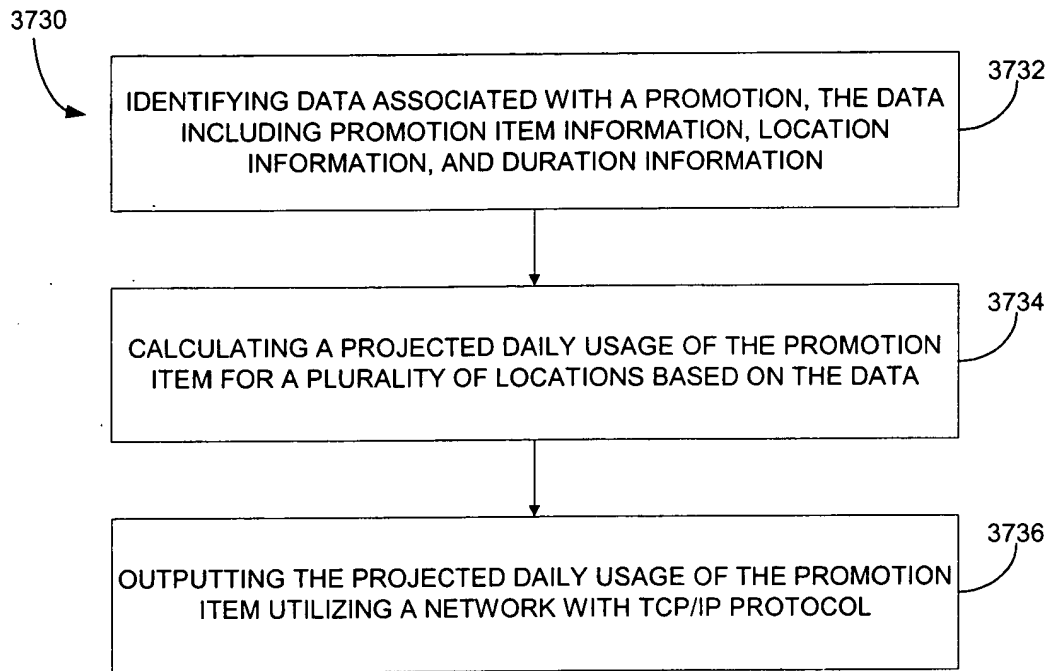 3730
3732
IDENTIFYING DATA ASSOCIATED WITH A PROMOTION, THE DATA
INCLUDING PROMOTION ITEM INFORMATION, LOCATION
INFORMATION, AND DURATION INFORMATION
3734
CALCULATING A PROJECTED DAILY USAGE OF THE PROMOTION
ITEM FOR A PLURALITY OF LOCATIONS BASED ON THE DATA
3736
OUTPUTTING THE PROJECTED DAILY USAGE OF THE PROMOTION
ITEM UTILIZING A NETWORK WITH TCP/IP PROTOCOL